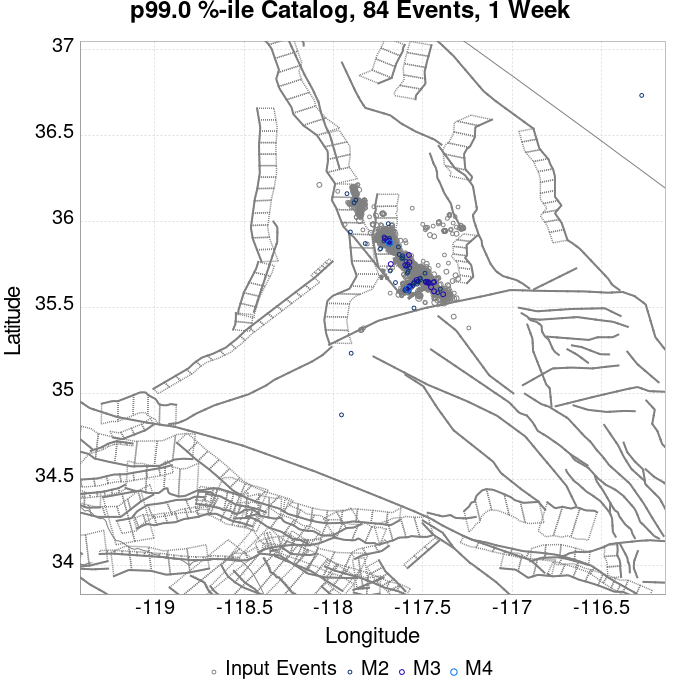 p99.0 %-ile Catalog, 84 Events, 1 Week
37
36.5
36
35.5
35
34.5
34
Latitude
-119
-118.5
-118
-117.5
-117
-116.5
Longitude
Input Events
M2
M3
M4